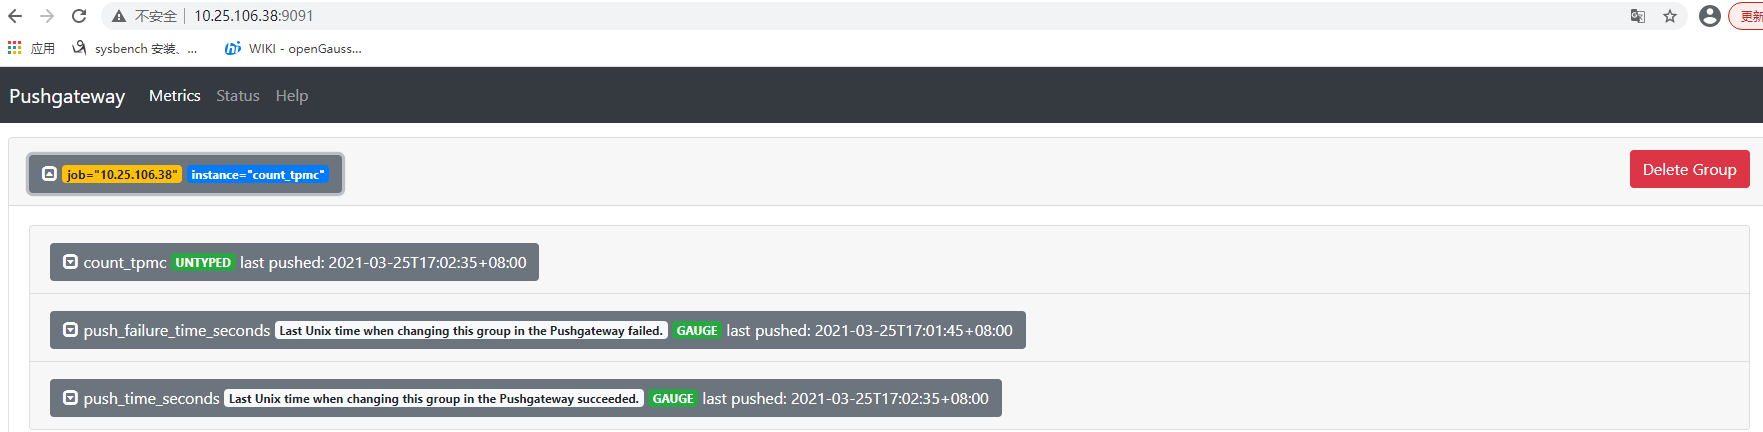 不安全 | 10.25.106.38:9091
更新
应用 sysbench 安装、... WIKI - openGauss...
Pushgateway Metrics Status Help
job="10.25.106.38" instance="count_tpmc" Delete Group
count_tpmc UNTYPED last pushed: 2021-03-25T17:02:35+08:00
push_failure_time_seconds Last Unix time when changing this group in the Pushgateway failed. GAUGE last pushed: 2021-03-25T17:01:45+08:00
push_time_seconds Last Unix time when changing this group in the Pushgateway succeeded. GAUGE last pushed: 2021-03-25T17:02:35+08:00